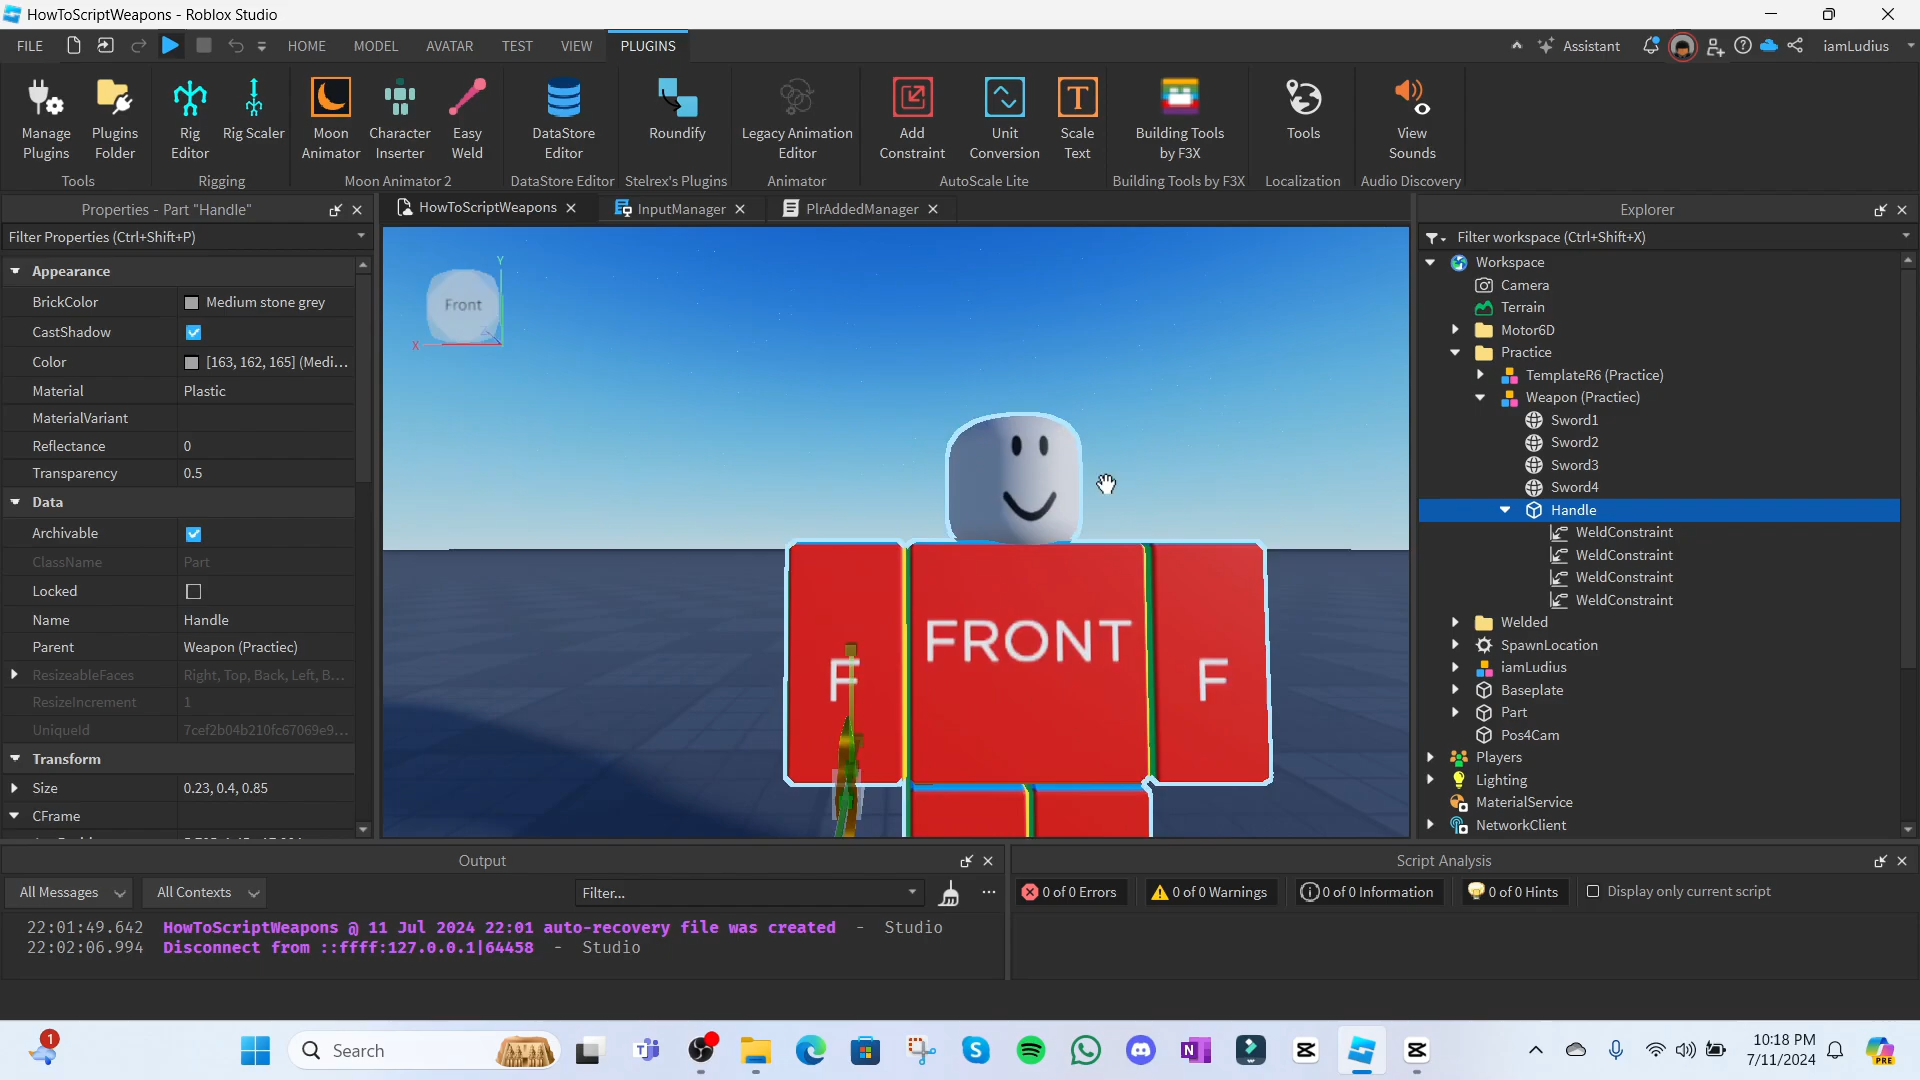 HowToScriptWeapons - Roblox Studio
FILE HOME MODEL AVATAR TEST VIEW PLUGINS Assistant iamLudius
Manage Plugins
Plugins Folder
Rig Editor
Rig Scaler
Moon Animator
Character Inserter
Easy Weld
DataStore Editor
Roundify
Legacy Animation Editor
Add Constraint
Unit Conversion
Scale Text
Building Tools by F3X
Tools
View Sounds
Tools Rigging Moon Animator 2 DataStore Editor Stelrex's Plugins Animator AutoScale Lite Building Tools by F3X Localization Audio Discovery
Properties - Part "Handle"
Filter Properties (Ctrl+Shift+P)
Appearance
BrickColor Medium stone grey
CastShadow
Color [163, 162, 165] (Medi...
Material Plastic
MaterialVariant
Reflectance 0
Transparency 0.5
Data
Archivable
ClassName Part
Locked
Name Handle
Parent Weapon (Practiec)
ResizeableFaces Right, Top, Back, Left, B...
ResizeIncrement 1
UniqueId 7cef2b04b210fc67069e9...
Transform
Size 0.23, 0.4, 0.85
CFrame
HowToScriptWeapons InputManager PlrAddedManager
Y
Front
X
FRONT
F
F
Explorer
Filter workspace (Ctrl+Shift+X)
Workspace
Camera
Terrain
Motor6D
Practice
TemplateR6 (Practice)
Weapon (Practiec)
Sword1
Sword2
Sword3
Sword4
Handle
WeldConstraint
WeldConstraint
WeldConstraint
WeldConstraint
Welded
SpawnLocation
iamLudius
Baseplate
Part
Pos4Cam
Players
Lighting
MaterialService
NetworkClient
Output
All Messages All Contexts Filter...
22:01:49.642 HowToScriptWeapons @ 11 Jul 2024 22:01 auto-recovery file was created - Studio
22:02:06.994 Disconnect from ::ffff:127.0.0.1|64458 - Studio
Script Analysis
0 of 0 Errors 0 of 0 Warnings 0 of 0 Information 0 of 0 Hints Display only current script
1
Search
10:18 PM
7/11/2024
PRE